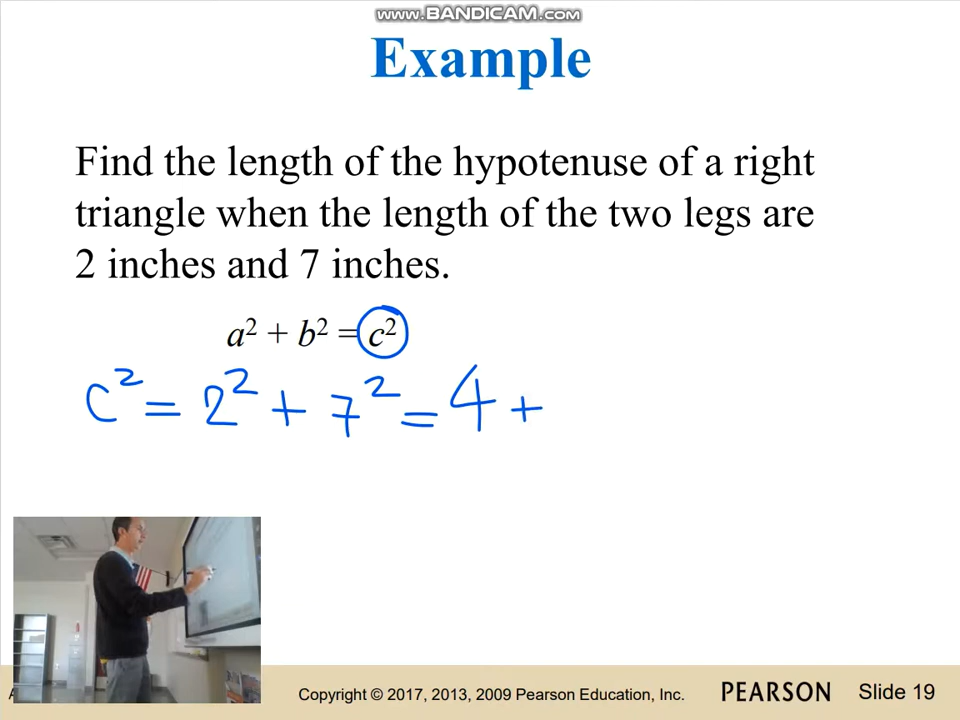 www.BANDICAM.com
Example
Find the length of the hypotenuse of a right
triangle when the length of the two legs are
2 inches and 7 inches.
a² + b² = c²
c² = 2² + 7² = 4 +
Copyright © 2017, 2013, 2009 Pearson Education, Inc. PEARSON Slide 19